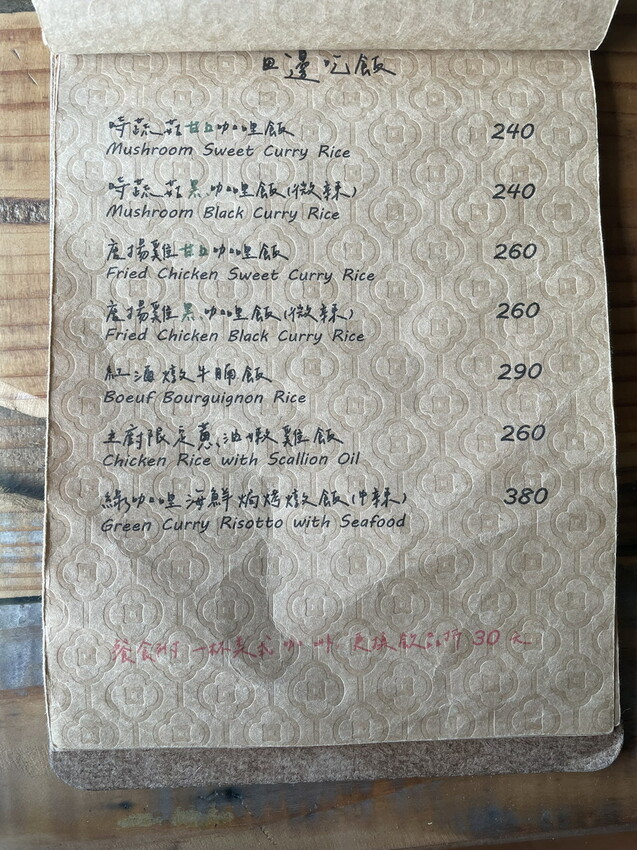 田邊吃飯
時蔬菇甘口咖哩飯 240
Mushroom Sweet Curry Rice
時蔬菇黑咖哩飯(微辣) 240
Mushroom Black Curry Rice
唐揚雞甘口咖哩飯 260
Fried Chicken Sweet Curry Rice
唐揚雞黑咖哩飯(微辣) 260
Fried Chicken Black Curry Rice
紅酒燉牛腩飯 290
Boeuf Bourguignon Rice
主廚限定蔥油嫩雞飯 260
Chicken Rice with Scallion Oil
綠咖哩海鮮焗烤燉飯(中辣) 380
Green Curry Risotto with Seafood
餐食附一杯美式咖啡,更換飲品折30元